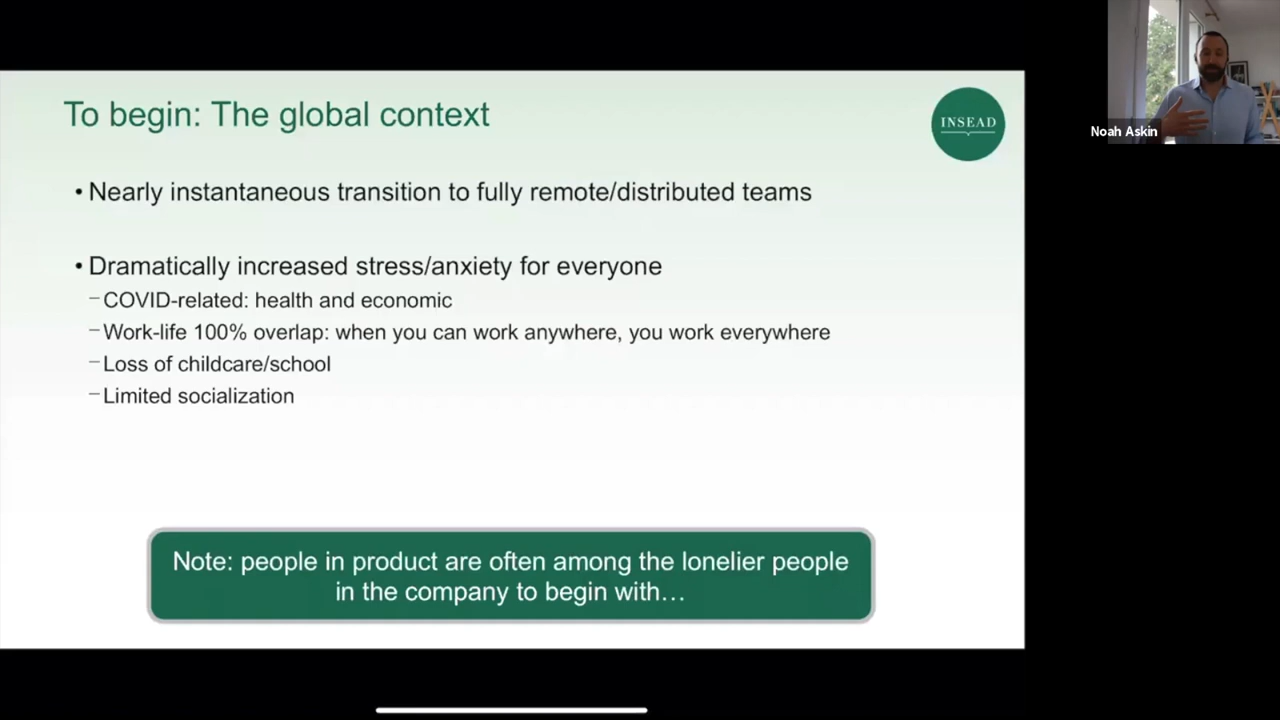 To begin: The global context
INSEAD
Noah Askin
• Nearly instantaneous transition to fully remote/distributed teams
• Dramatically increased stress/anxiety for everyone
–COVID-related: health and economic
–Work-life 100% overlap: when you can work anywhere, you work everywhere
–Loss of childcare/school
–Limited socialization
Note: people in product are often among the lonelier people
in the company to begin with…